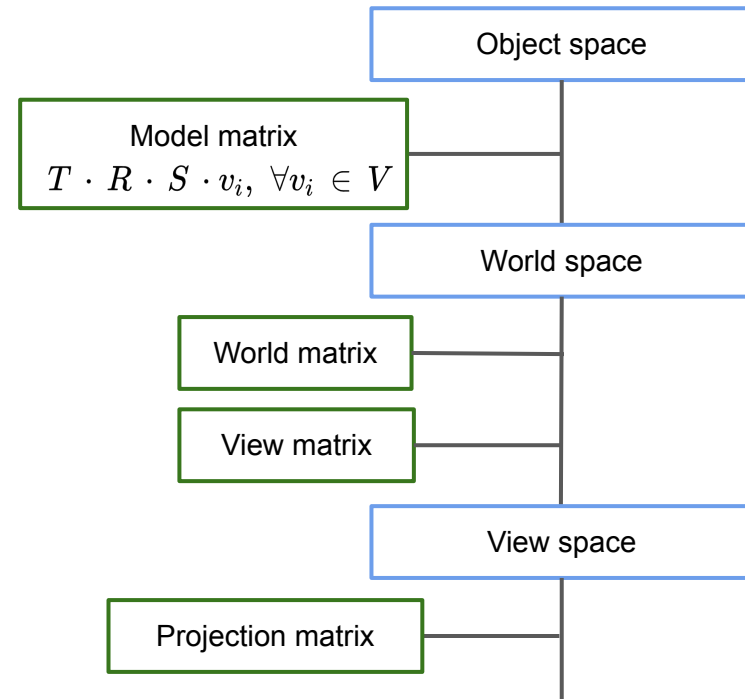 Object space
Model matrix
T · R · S · vᵢ, ∀vᵢ ∈ V
World space
World matrix
View matrix
View space
Projection matrix